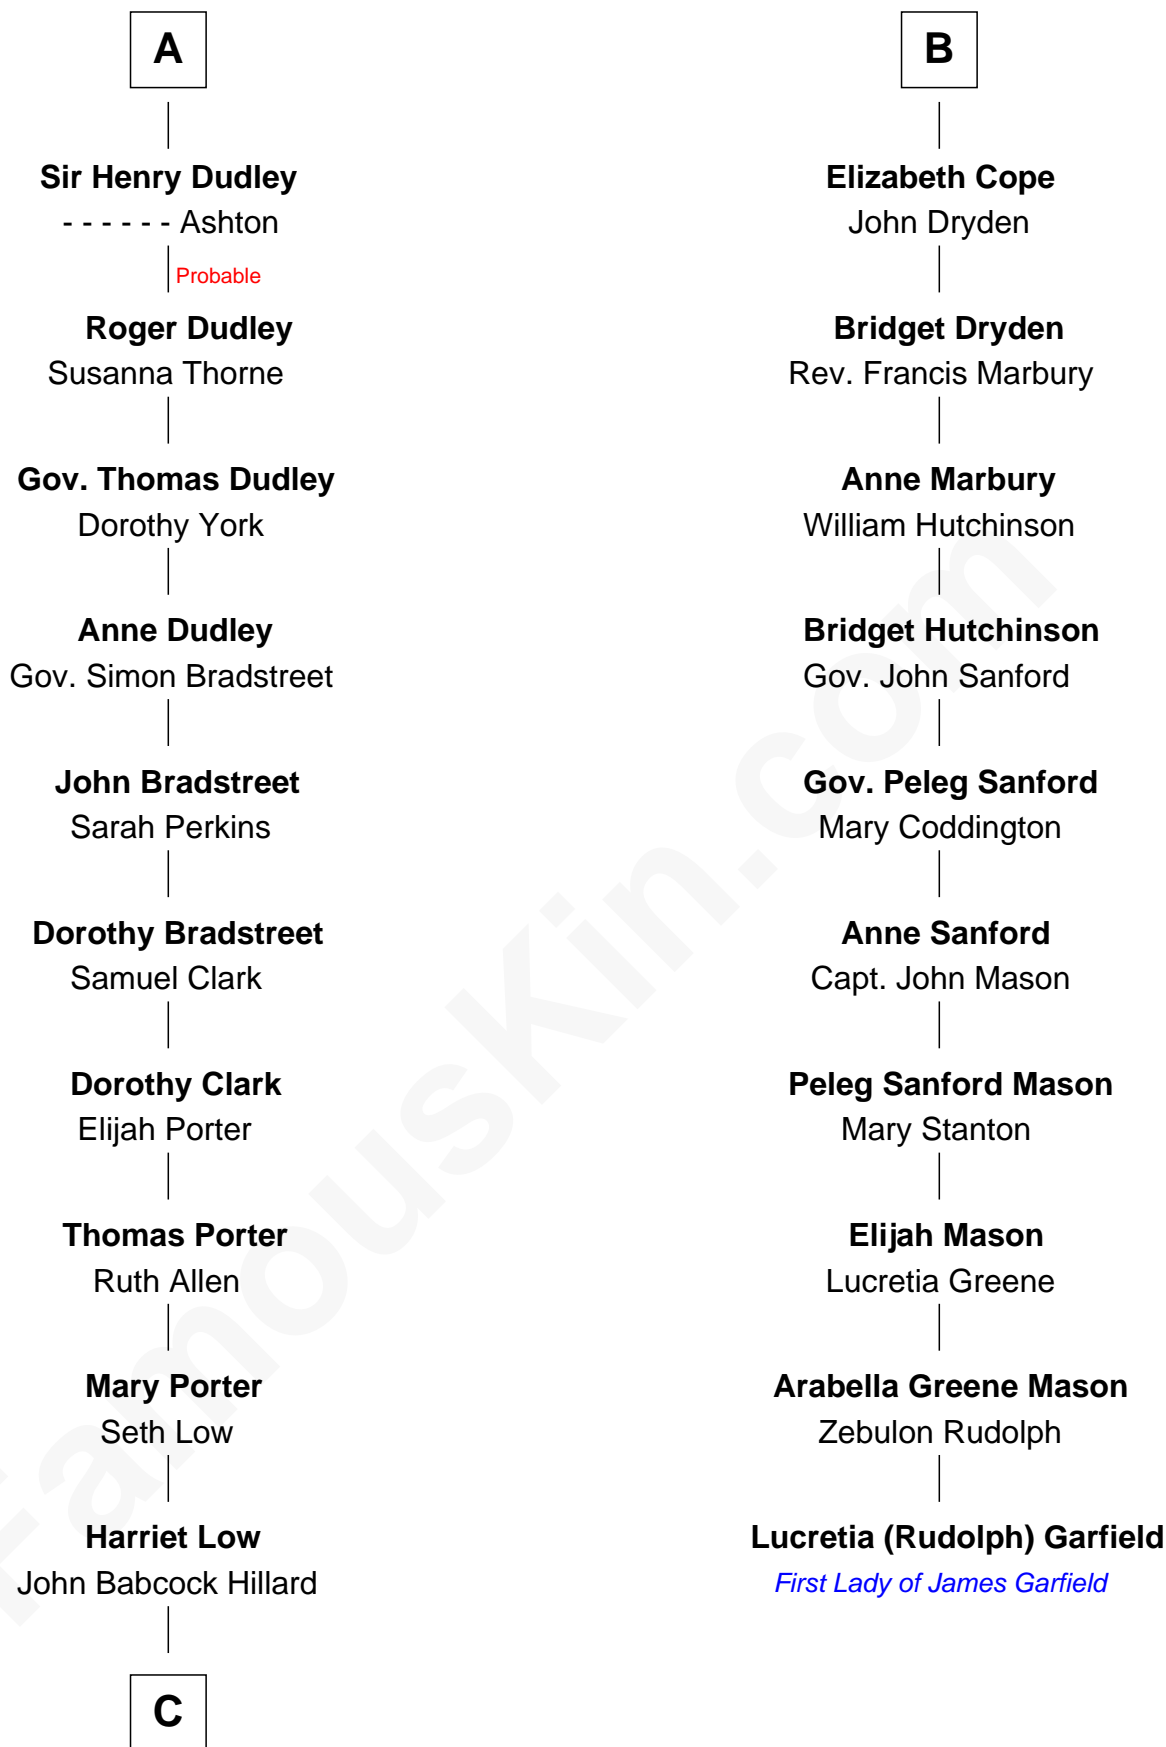 A
Sir Henry Dudley
- - - - - - Ashton
Probable
Roger Dudley
Susanna Thorne
Gov. Thomas Dudley
Dorothy York
Anne Dudley
Gov. Simon Bradstreet
John Bradstreet
Sarah Perkins
Dorothy Bradstreet
Samuel Clark
Dorothy Clark
Elijah Porter
Thomas Porter
Ruth Allen
Mary Porter
Seth Low
Harriet Low
John Babcock Hillard
C
B
Elizabeth Cope
John Dryden
Bridget Dryden
Rev. Francis Marbury
Anne Marbury
William Hutchinson
Bridget Hutchinson
Gov. John Sanford
Gov. Peleg Sanford
Mary Coddington
Anne Sanford
Capt. John Mason
Peleg Sanford Mason
Mary Stanton
Elijah Mason
Lucretia Greene
Arabella Greene Mason
Zebulon Rudolph
Lucretia (Rudolph) Garfield
First Lady of James Garfield
FamousKin.com